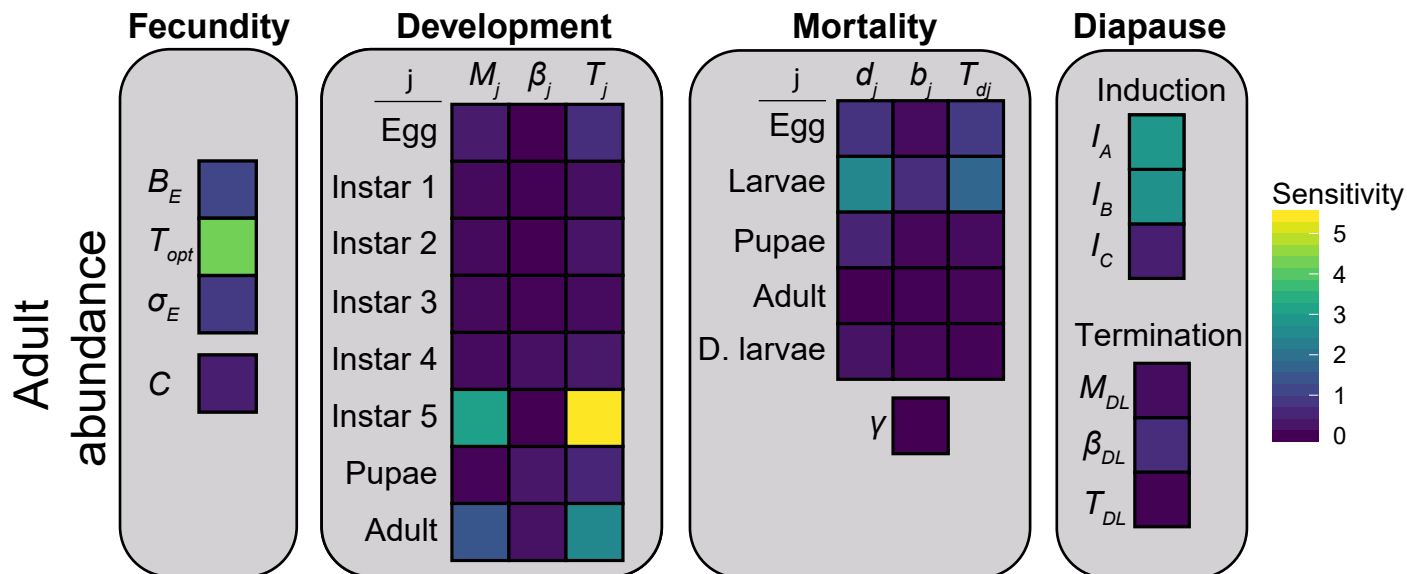 Fecundity
Development
Mortality
Diapause
Adult
abundance
B_E
T_opt
σ_E
C
j M_j β_j T_j
Egg
Instar 1
Instar 2
Instar 3
Instar 4
Instar 5
Pupae
Adult
j d_j b_j T_dj
Egg
Larvae
Pupae
Adult
D. larvae
γ
Induction
I_A
I_B
I_C
Termination
M_DL
β_DL
T_DL
Sensitivity
5
4
3
2
1
0